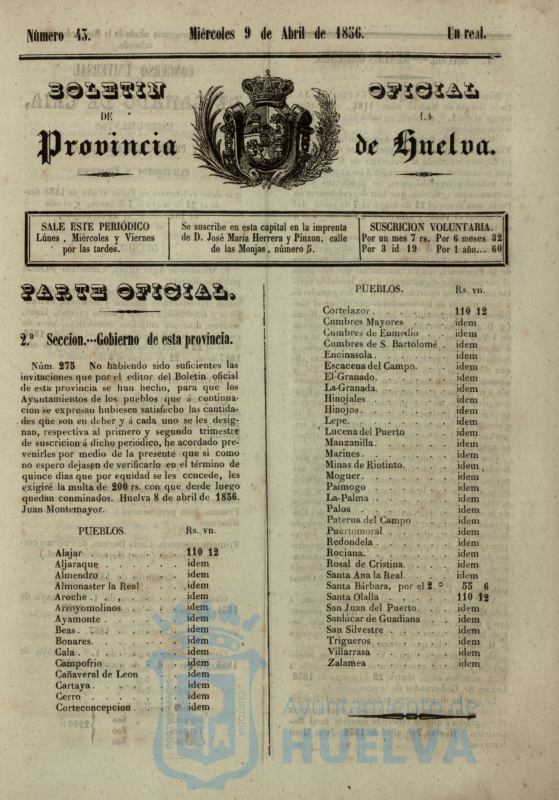 Número 43. Miércoles 9 de Abril de 1836. Un real.
BOLETIN OFICIAL
DE LA
Provincia de Huelva.
SALE ESTE PERIÓDICO
Lúnes, Miércoles y Viernes
por las tardes.
Se suscribe en esta capital en la imprenta
de D. José María Herrera y Pinzon, calle
de las Monjas, número 5.
SUSCRICION VOLUNTARIA.
Por un mes 7 rs. Por 6 meses 32
Por 3 id 19 Por 1 año... 60
PARTE OFICIAL.
2.ª Seccion.---Gobierno de esta provincia.
Núm. 275 No habiendo sido suficientes las
invitaciones que por el editor del Boletin oficial
de esta provincia se han hecho, para que los
Ayuntamientos de los pueblos que á continua-
cion se expresan hubiesen satisfecho las cantida-
des que son en deber y á cada uno se les desig-
nan, respectiva al primero y segundo trimestre
de suscricion á dicho periódico, he acordado pre-
venirles por medio de la presente que si como
no espero dejasen de verificarlo en el término de
quince dias que por equidad se les concede, les
exigiré la multa de 200 rs. con que desde luego
quedan conminados. Huelva 8 de abril de 1836.
Juan Montemayor.
PUEBLOS. Rs. vn.
Alajar . . . . . . . 110 12
Aljaraque . . . . . . idem
Almendro . . . . . . idem
Almonaster la Real . . . idem
Aroche . . . . . . . idem
Arroyomolinos . . . . . idem
Ayamonte . . . . . . idem
Beas . . . . . . . idem
Bonares . . . . . . idem
Cala . . . . . . . idem
Campofrio . . . . . . idem
Cañaveral de Leon . . . idem
Cartaya . . . . . . . idem
Cerro . . . . . . . idem
Corteconcepcion . . . . idem
PUEBLOS. Rs. vn.
Cortelazor . . . . . . 110 12
Cumbres Mayores . . . idem
Cumbres de Enmedio . . idem
Cumbres de S. Bartolomé . idem
Encinasola . . . . . . idem
Escacena del Campo . . . idem
El-Granado . . . . . . idem
La-Granada . . . . . . idem
Hinojales . . . . . . idem
Hinojos . . . . . . . idem
Lepe . . . . . . . idem
Lucena del Puerto . . . idem
Manzanilla . . . . . . idem
Marines . . . . . . . idem
Minas de Riotinto . . . idem
Moguer . . . . . . . idem
Paimogo . . . . . . idem
La-Palma . . . . . . idem
Palos . . . . . . . idem
Paterna del Campo . . . idem
Puertomoral . . . . . idem
Redondela . . . . . . idem
Rociana . . . . . . . idem
Rosal de Cristina . . . . idem
Santa Ana la Real . . . idem
Santa Bárbara, por el 2.º 55 6
Santa Olalla . . . . . 110 12
San Juan del Puerto . . idem
Sanlúcar de Guadiana . . idem
San Silvestre . . . . . idem
Trigueros . . . . . . idem
Villarrasa . . . . . . idem
Zalamea . . . . . . idem
Ayuntamiento de
HUELVA